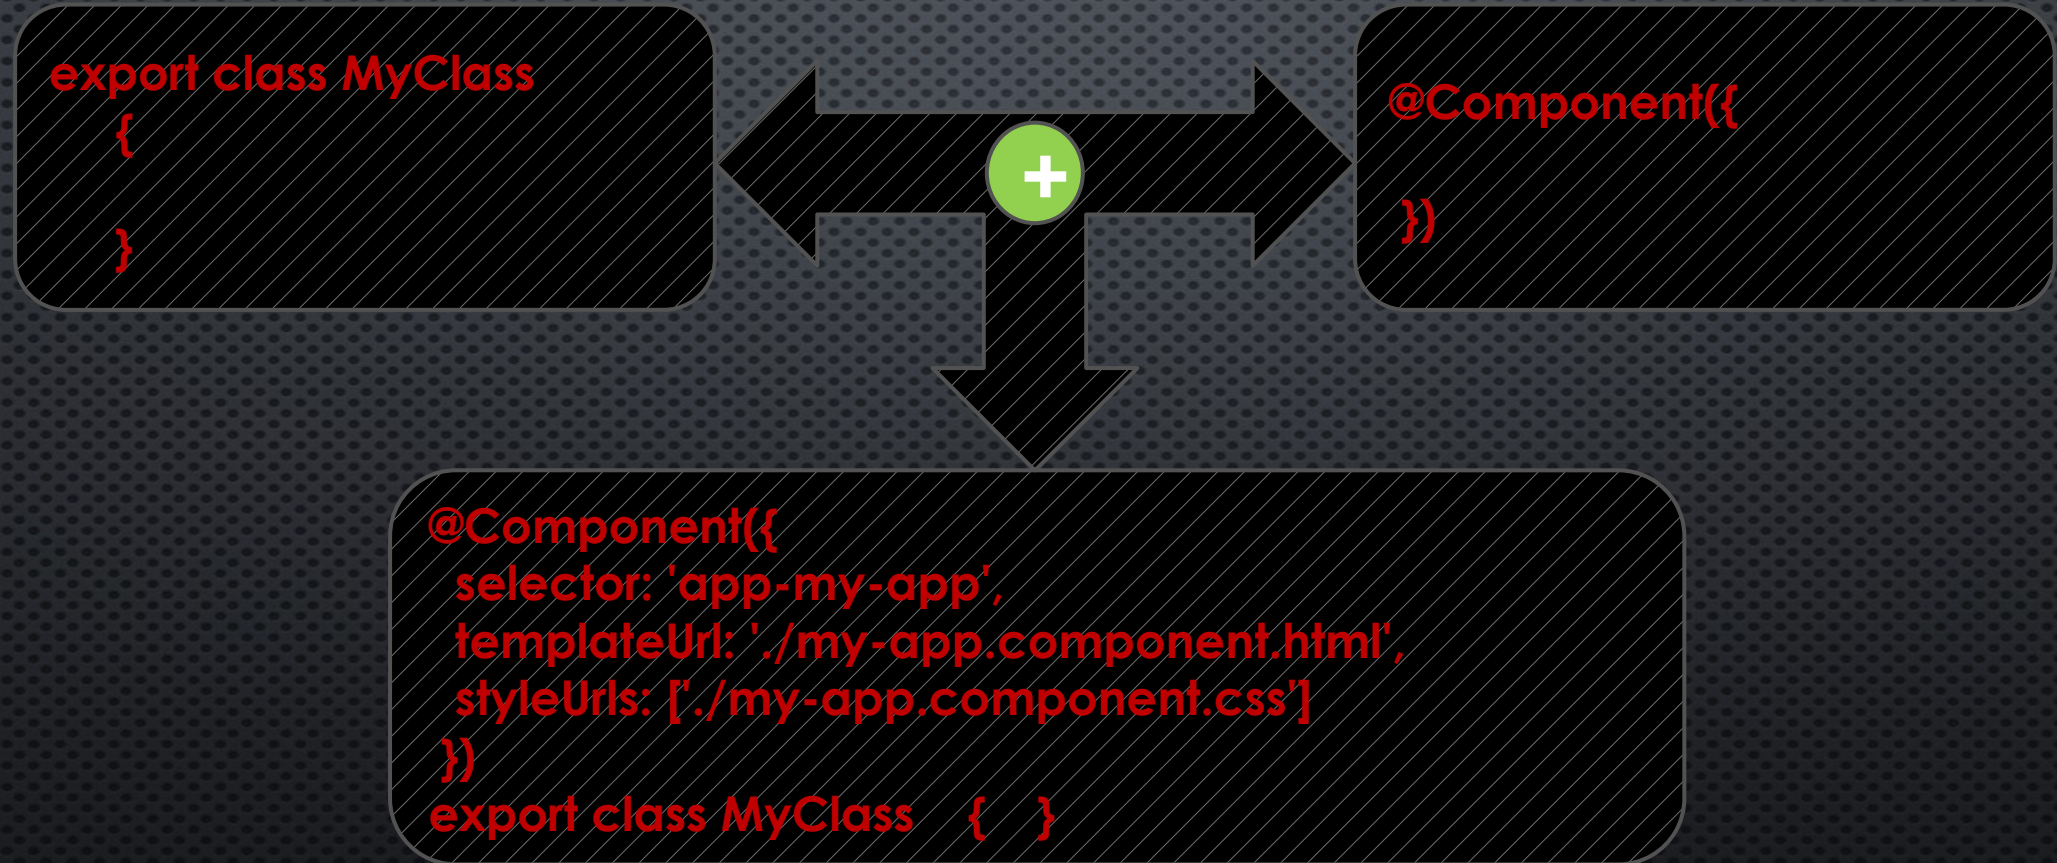 export class MyClass
{
}
+
@Component({
})
@Component({
selector: 'app-my-app',
templateUrl: './my-app.component.html',
styleUrls: ['./my-app.component.css']
})
export class MyClass { }